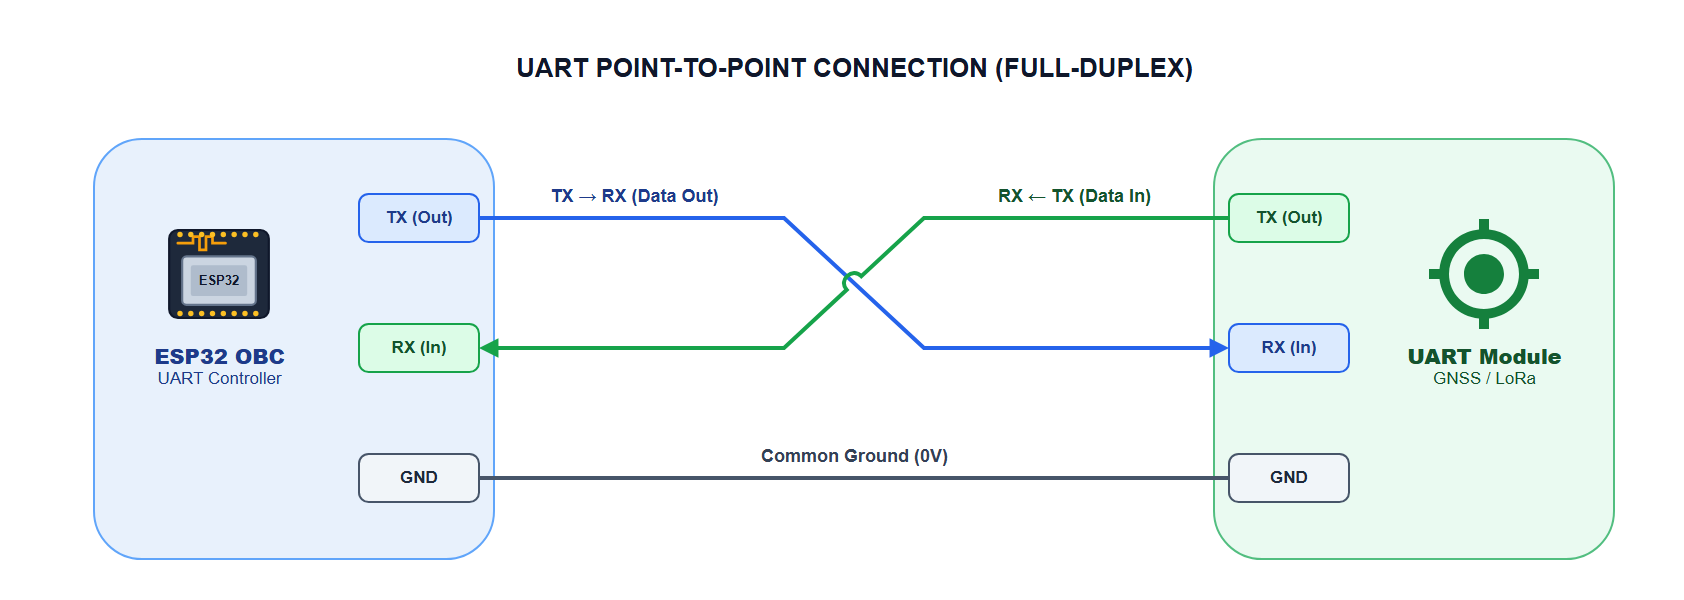 UART POINT-TO-POINT CONNECTION (FULL-DUPLEX)
TX → RX (Data Out)
RX ← TX (Data In)
TX (Out)
TX (Out)
ESP32
RX (In)
RX (In)
ESP32 OBC
UART Controller
UART Module
GNSS / LoRa
Common Ground (0V)
GND
GND